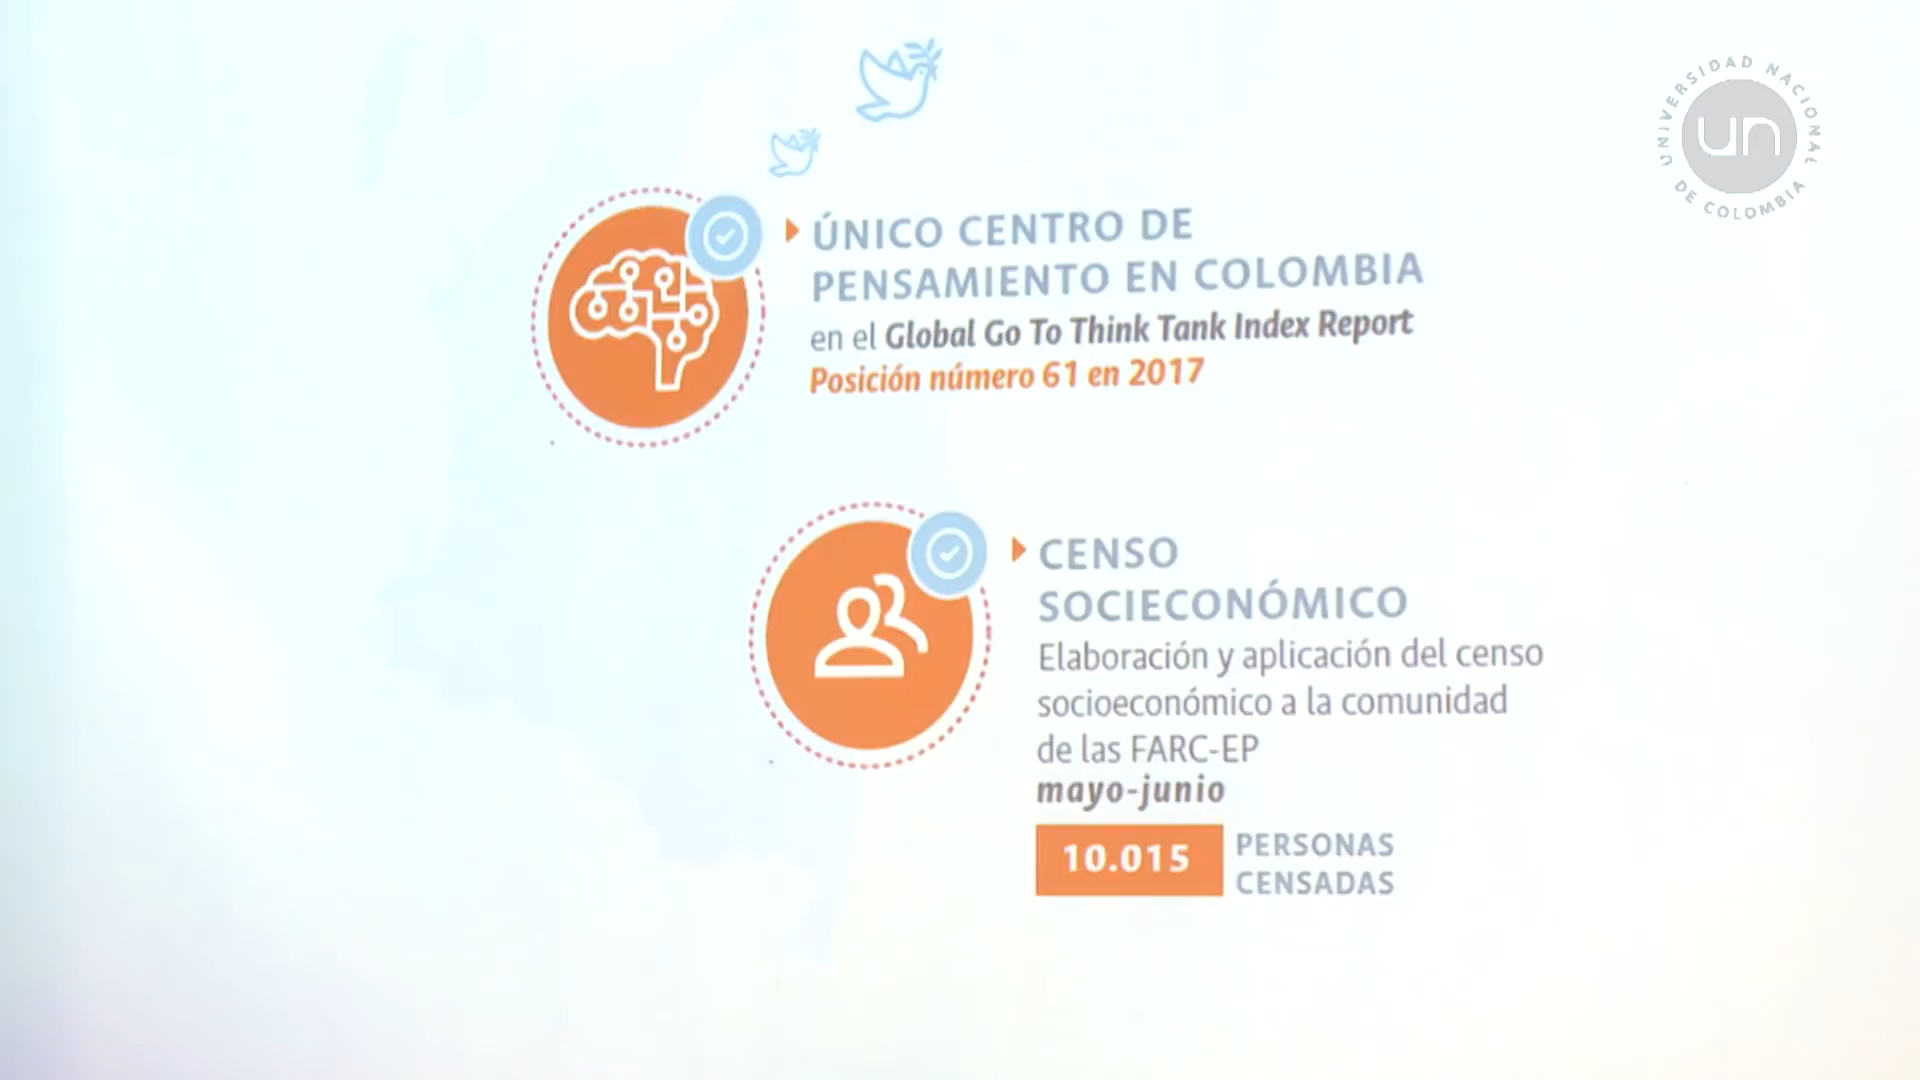 UNIVERSIDAD NACIONAL
DE COLOMBIA
un
ÚNICO CENTRO DE
PENSAMIENTO EN COLOMBIA
en el Global Go To Think Tank Index Report
Posición número 61 en 2017
CENSO
SOCIECONÓMICO
Elaboración y aplicación del censo
socioeconómico a la comunidad
de las FARC-EP
mayo-junio
10.015
PERSONAS
CENSADAS